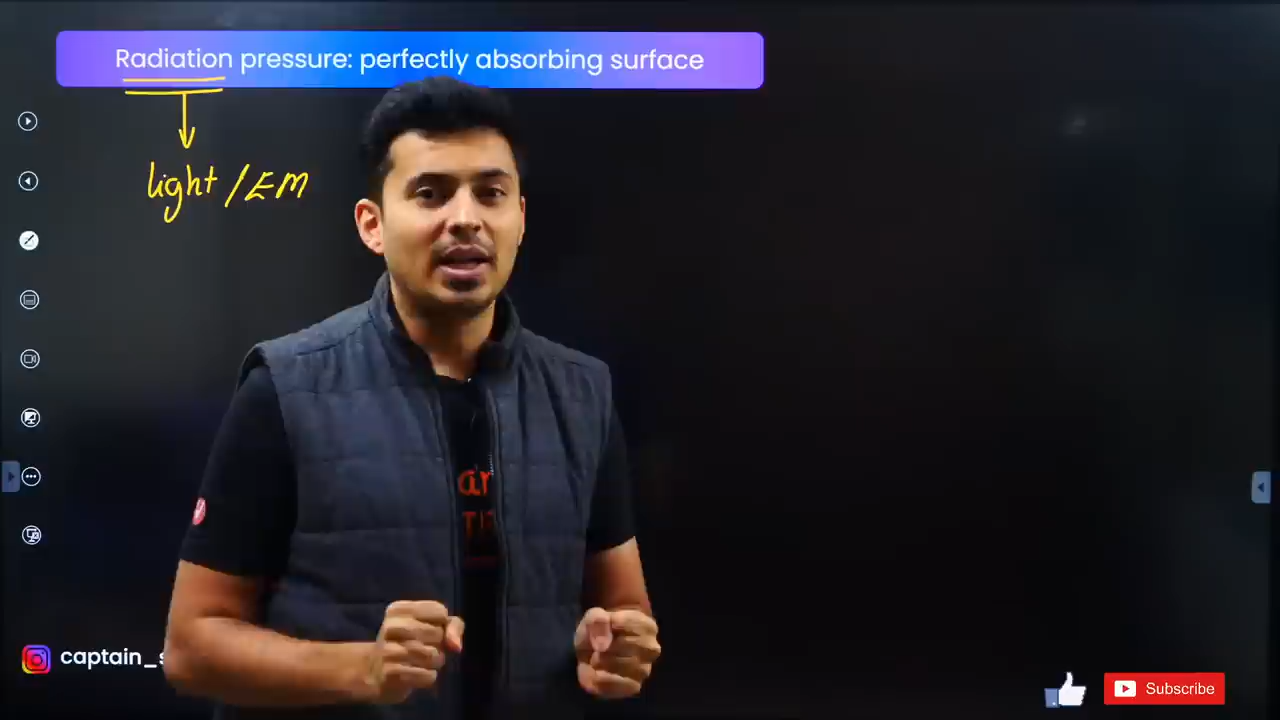 Radiation pressure: perfectly absorbing surface
light / EM
captain_s
Subscribe